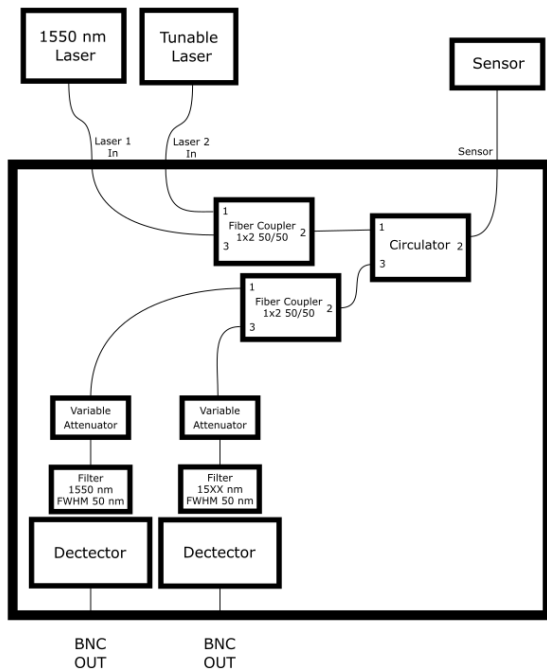 1550 nm
Laser
Tunable
Laser
Sensor
Laser 1
In
Laser 2
In
Sensor
1
Fiber Coupler
1x2 50/50
2
3
1
Circulator
2
3
1
Fiber Coupler
1x2 50/50
2
3
Variable
Attenuator
Variable
Attenuator
Filter
1550 nm
FWHM 50 nm
Filter
15XX nm
FWHM 50 nm
Dectector
Dectector
BNC
OUT
BNC
OUT